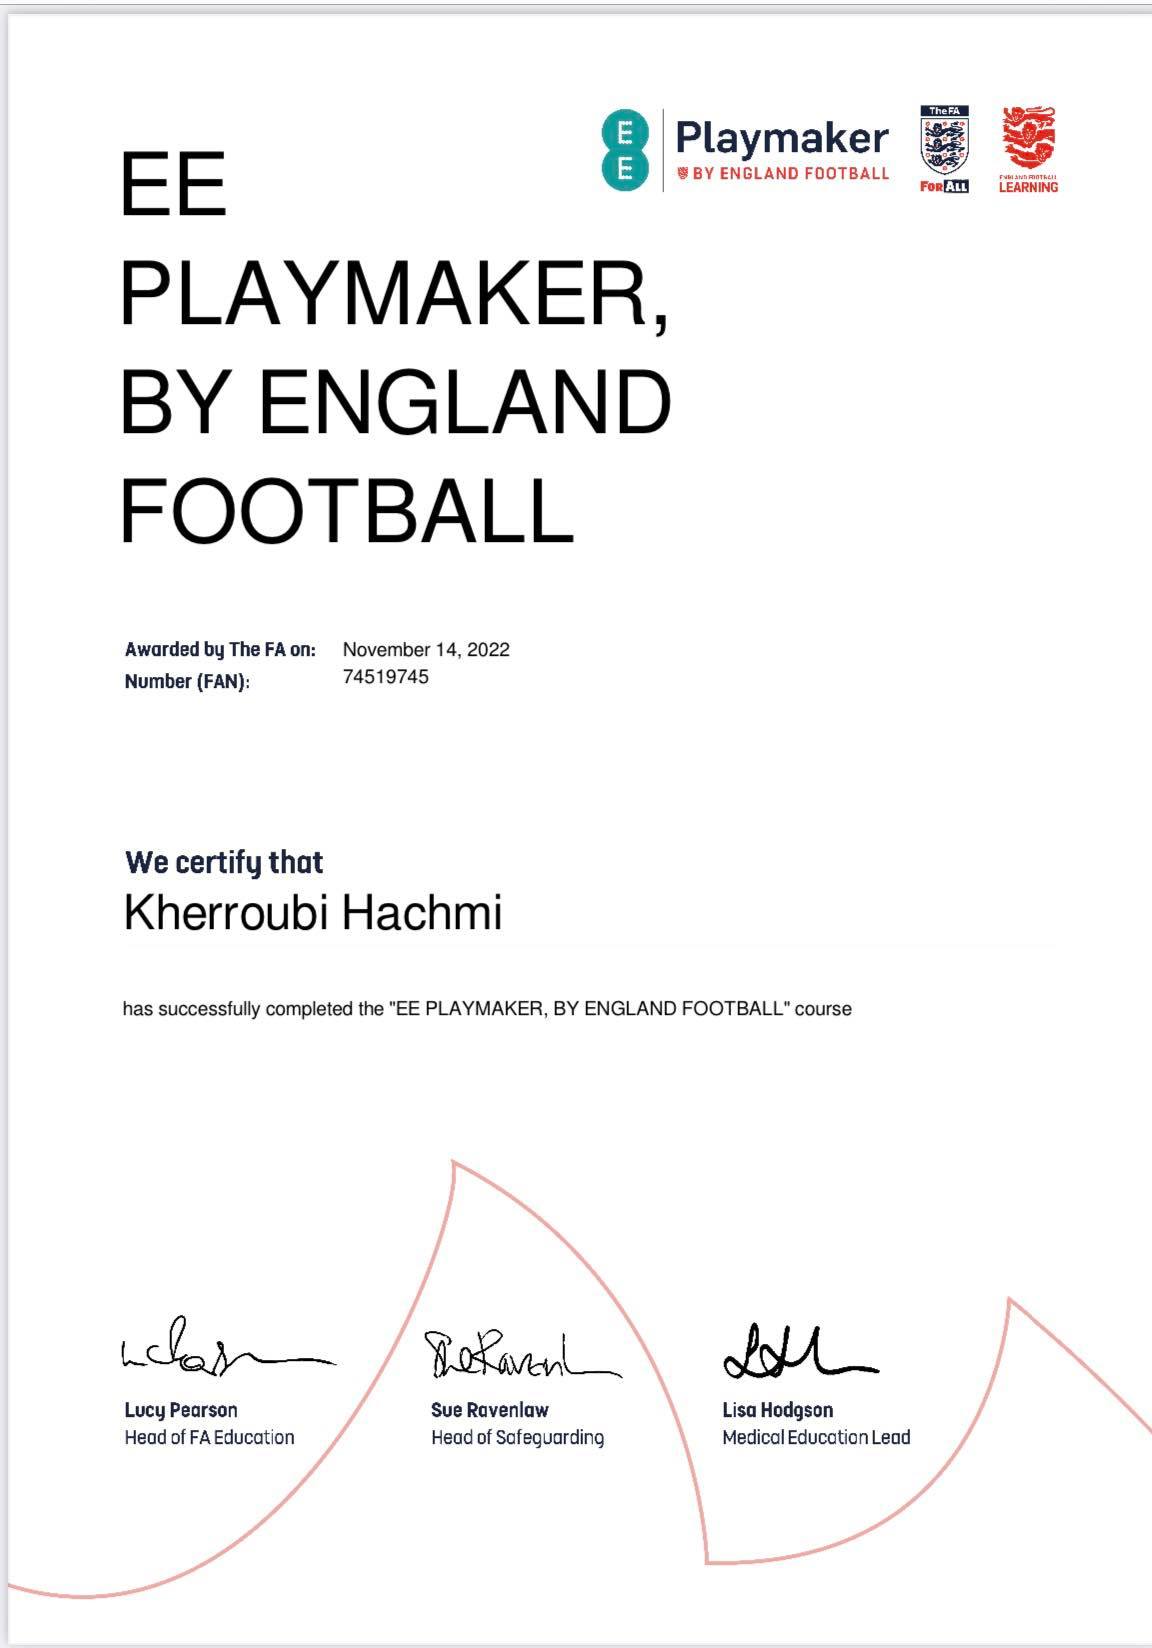 EE
Playmaker
BY ENGLAND FOOTBALL
The FA
FOR ALL
ENGLAND FOOTBALL
LEARNING
EE
PLAYMAKER,
BY ENGLAND
FOOTBALL
Awarded by The FA on: November 14, 2022
Number (FAN): 74519745
We certify that
Kherroubi Hachmi
has successfully completed the "EE PLAYMAKER, BY ENGLAND FOOTBALL" course
Lucy Pearson
Head of FA Education
Sue Ravenlaw
Head of Safeguarding
Lisa Hodgson
Medical Education Lead